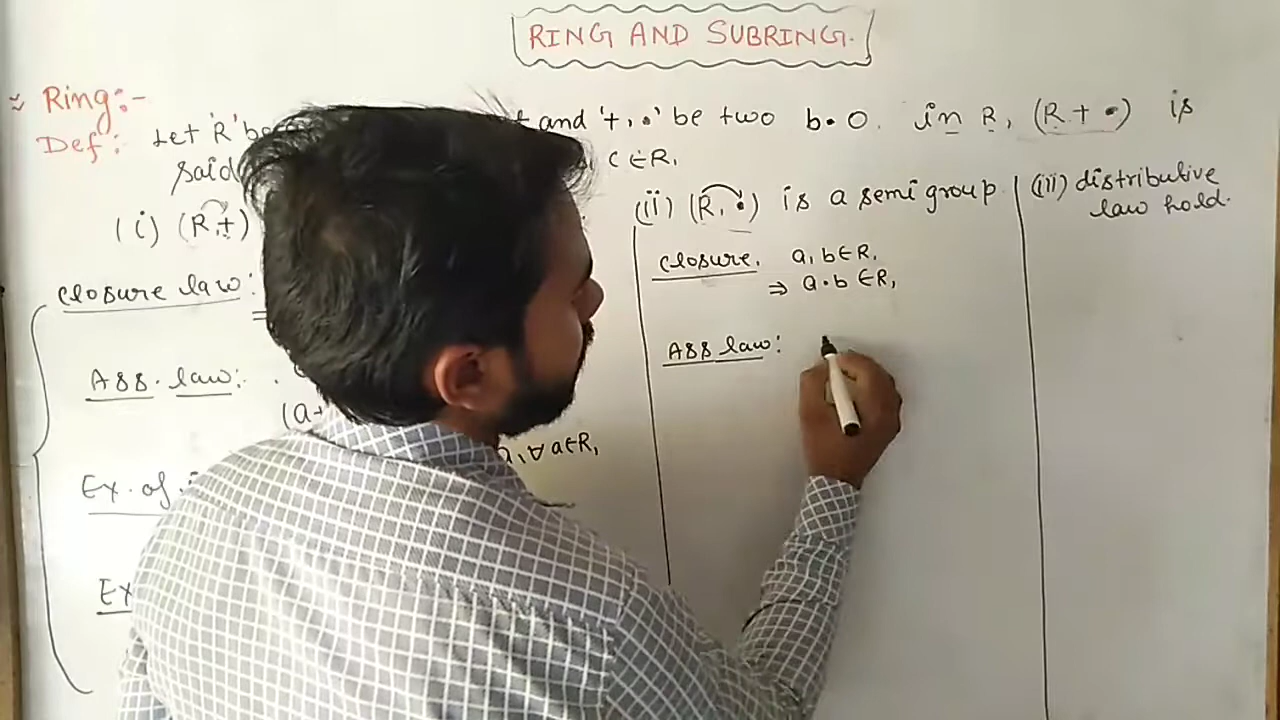 RING AND SUBRING.
Ring:-
Def: Let 'R' be and '+, •' be two b•o. in R, (R + •) is
said C ∈ R,
(i) (R, +)
closure law:
⇒
Ass. law:
(a+
a, ∀ a∈R,
Ex. of
Ex
(ii) (R, •) is a semi group
closure. a, b ∈ R,
⇒ a • b ∈ R,
Ass law:
(iii) distributive
law hold.